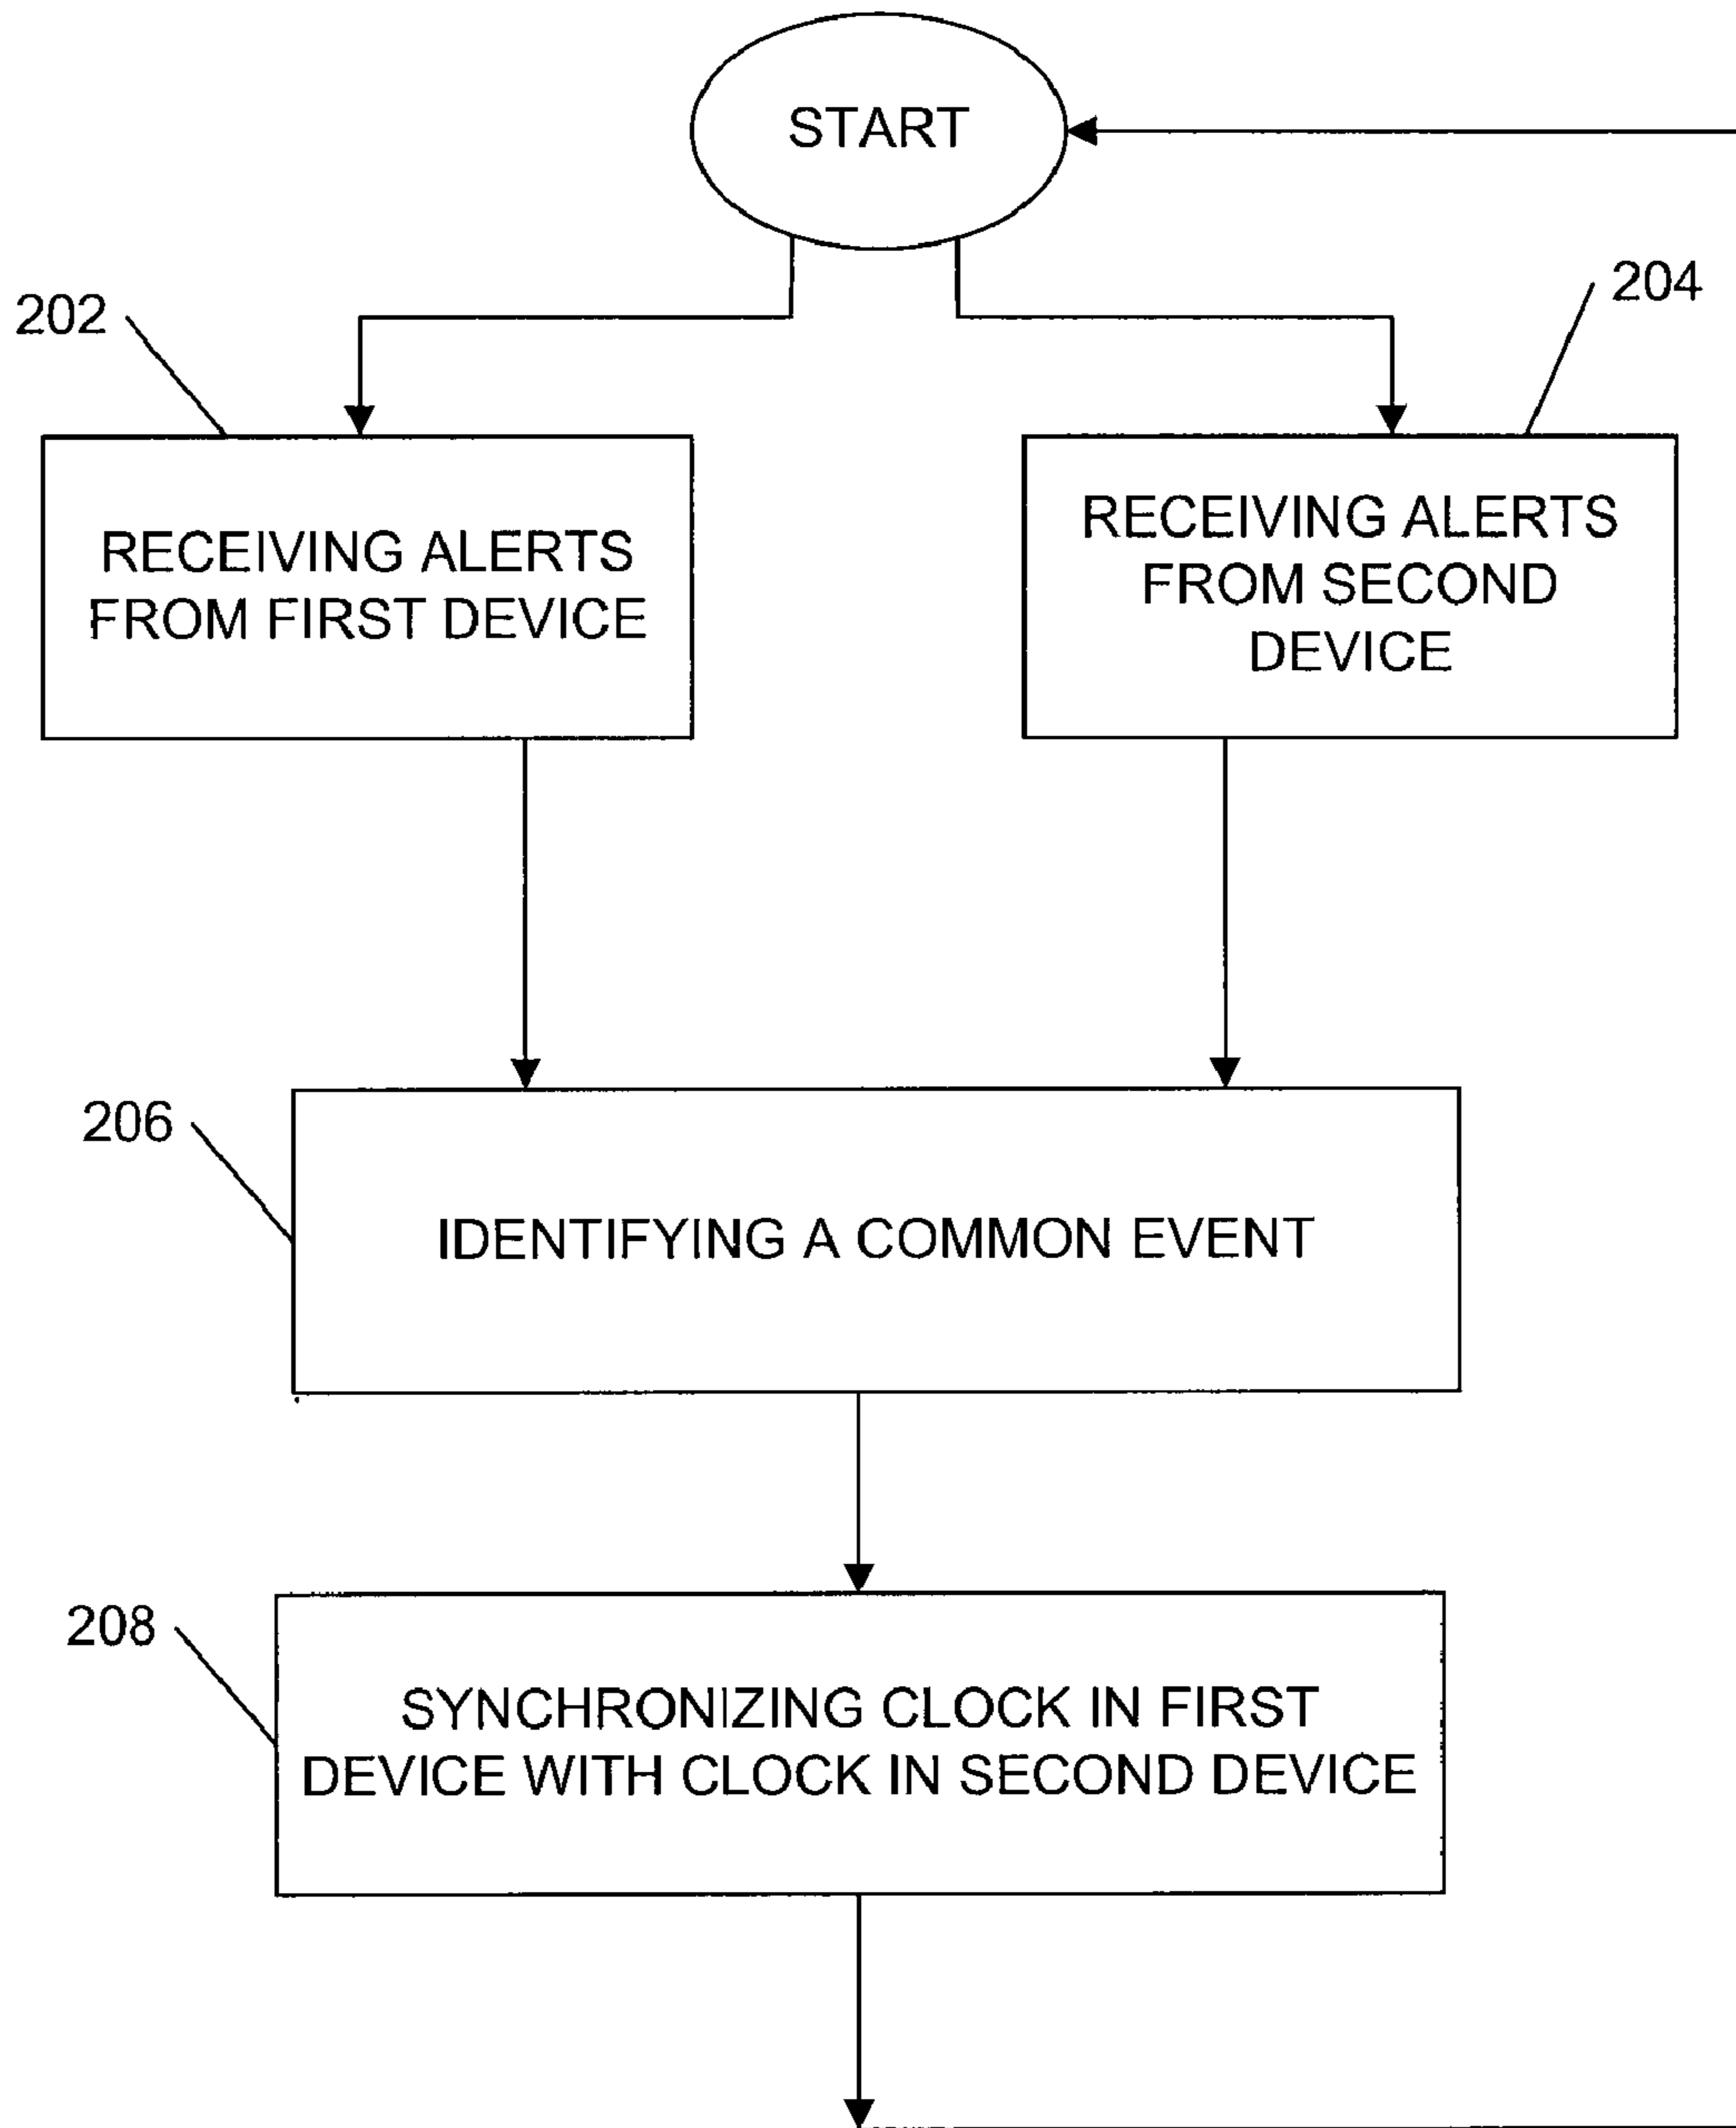 START
202
204
RECEIVING ALERTS
FROM FIRST DEVICE
RECEIVING ALERTS
FROM SECOND
DEVICE
206
IDENTIFYING A COMMON EVENT
208
SYNCHRONIZING CLOCK IN FIRST
DEVICE WITH CLOCK IN SECOND DEVICE